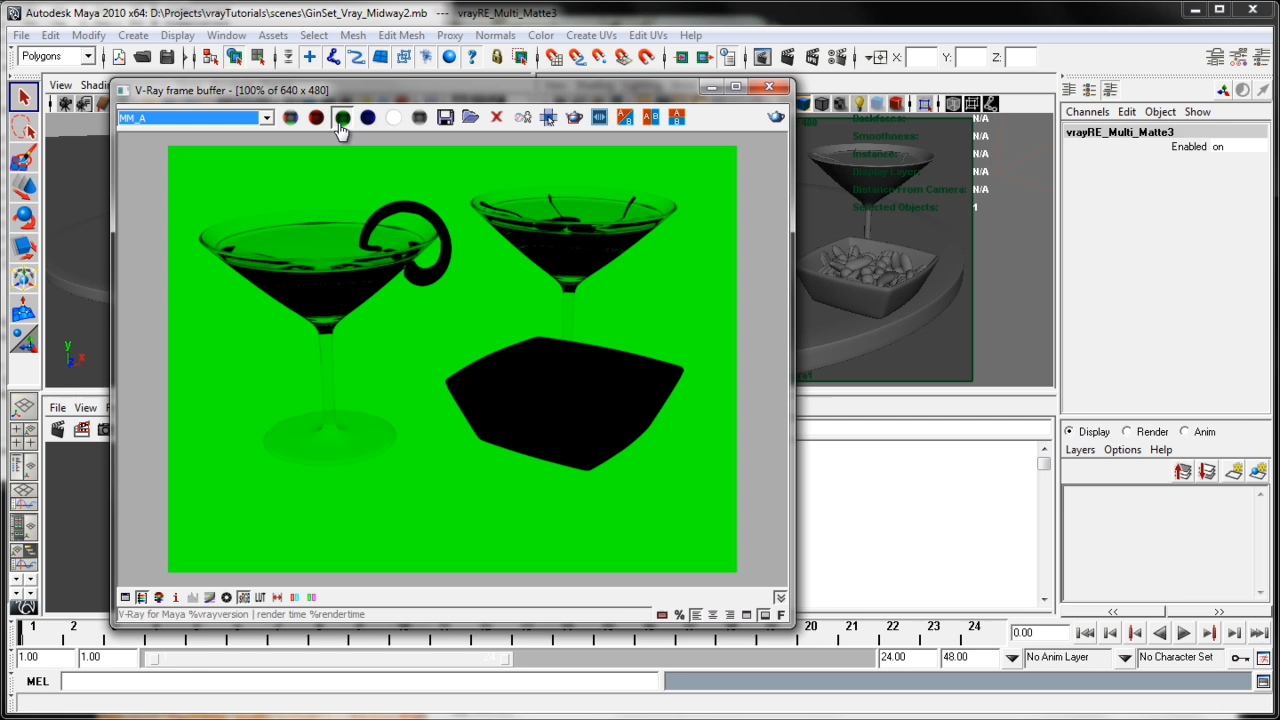 Autodesk Maya 2010 x64: D:\Projects\vrayTutorials\scenes\GinSet_Vray_Midway2.mb --- vrayRE_Multi_Matte3
File Edit Modify Create Display Window Assets Select Mesh Edit Mesh Proxy Normals Color Create UVs Edit UVs Help
Polygons X: Y: Z:
View Shadin
V-Ray frame buffer - [100% of 640 x 480]
MM_A
Channels Edit Object Show
vrayRE_Multi_Matte3
Enabled on
Backfaces: N/A
Smoothness: N/A
Instance: N/A
Display Layer: N/A
Distance From Camera: N/A
Selected Objects: 1
y
x
z
File View
Display Render Anim
Layers Options Help
LUT
V-Ray for Maya %vrayversion | render time %rendertime
% F
<< >>
1 2 19 20 21 22 23 24 0.00
1.00 1.00 24 24.00 48.00 No Anim Layer No Character Set
MEL